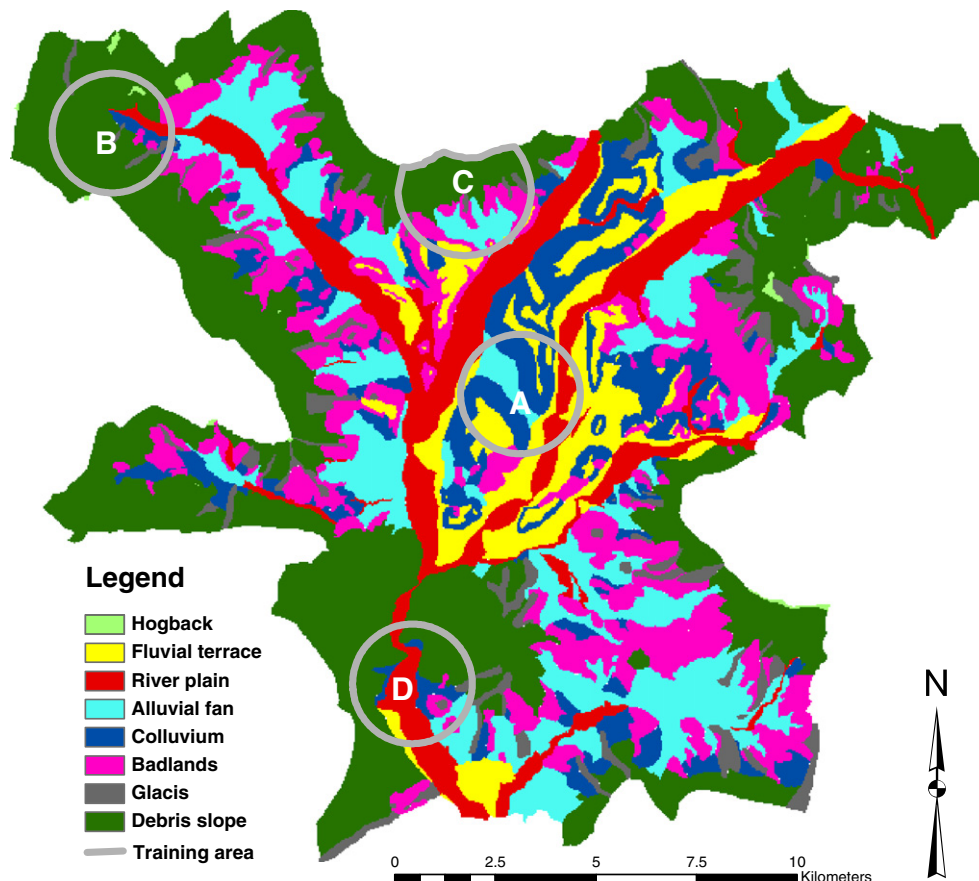 B
C
A
D
Legend
Hogback
Fluvial terrace
River plain
Alluvial fan
Colluvium
Badlands
Glacis
Debris slope
Training area
N
0 2.5 5 7.5 10
Kilometers